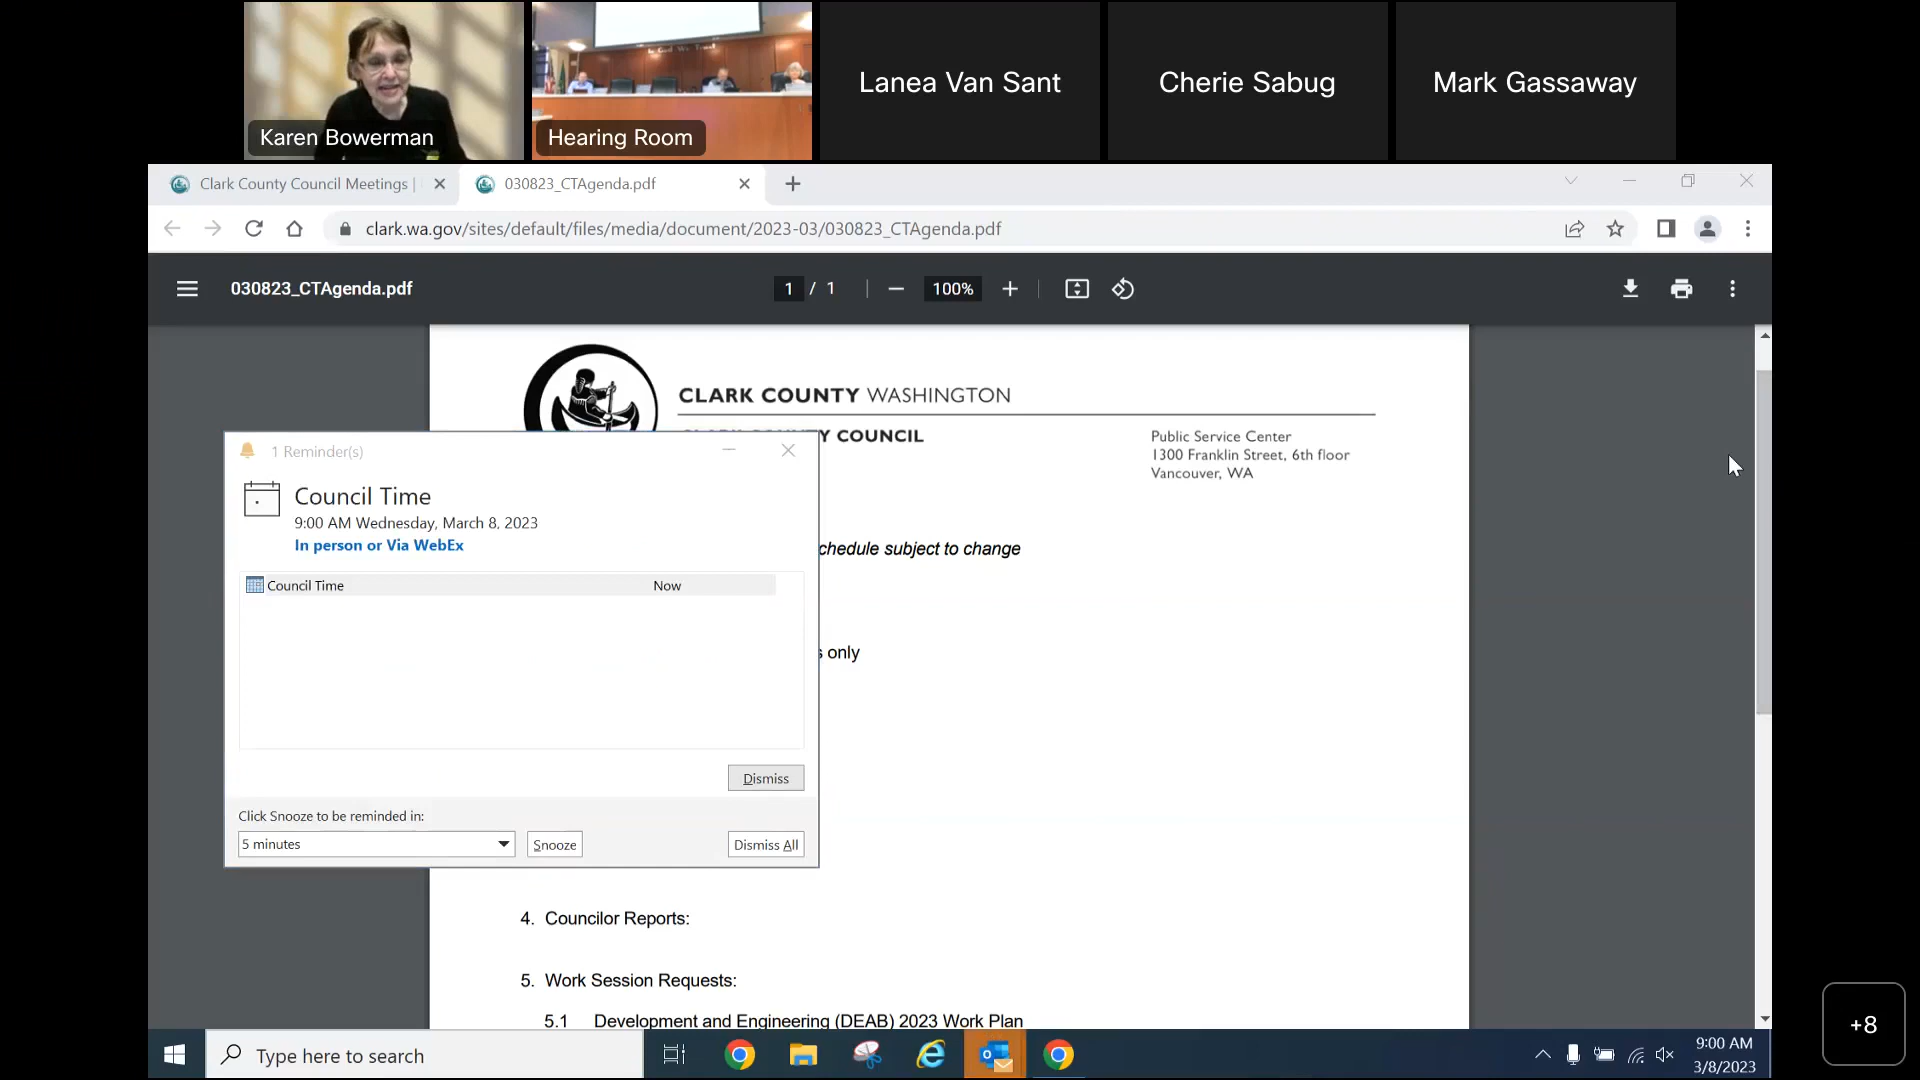 Karen Bowerman
In God We Trust
Hearing Room
Lanea Van Sant
Cherie Sabug
Mark Gassaway
Clark County Council Meetings |
030823_CTAgenda.pdf
clark.wa.gov/sites/default/files/media/document/2023-03/030823_CTAgenda.pdf
030823_CTAgenda.pdf
1 / 1
100%
CLARK COUNTY WASHINGTON
Y COUNCIL
Public Service Center
1300 Franklin Street, 6th floor
Vancouver, WA
1 Reminder(s)
Council Time
9:00 AM Wednesday, March 8, 2023
In person or Via WebEx
chedule subject to change
Council Time Now
s only
Dismiss
Click Snooze to be reminded in:
5 minutes
Snooze
Dismiss All
4. Councilor Reports:
5. Work Session Requests:
5.1 Development and Engineering (DEAB) 2023 Work Plan
+8
Type here to search
9:00 AM
3/8/2023